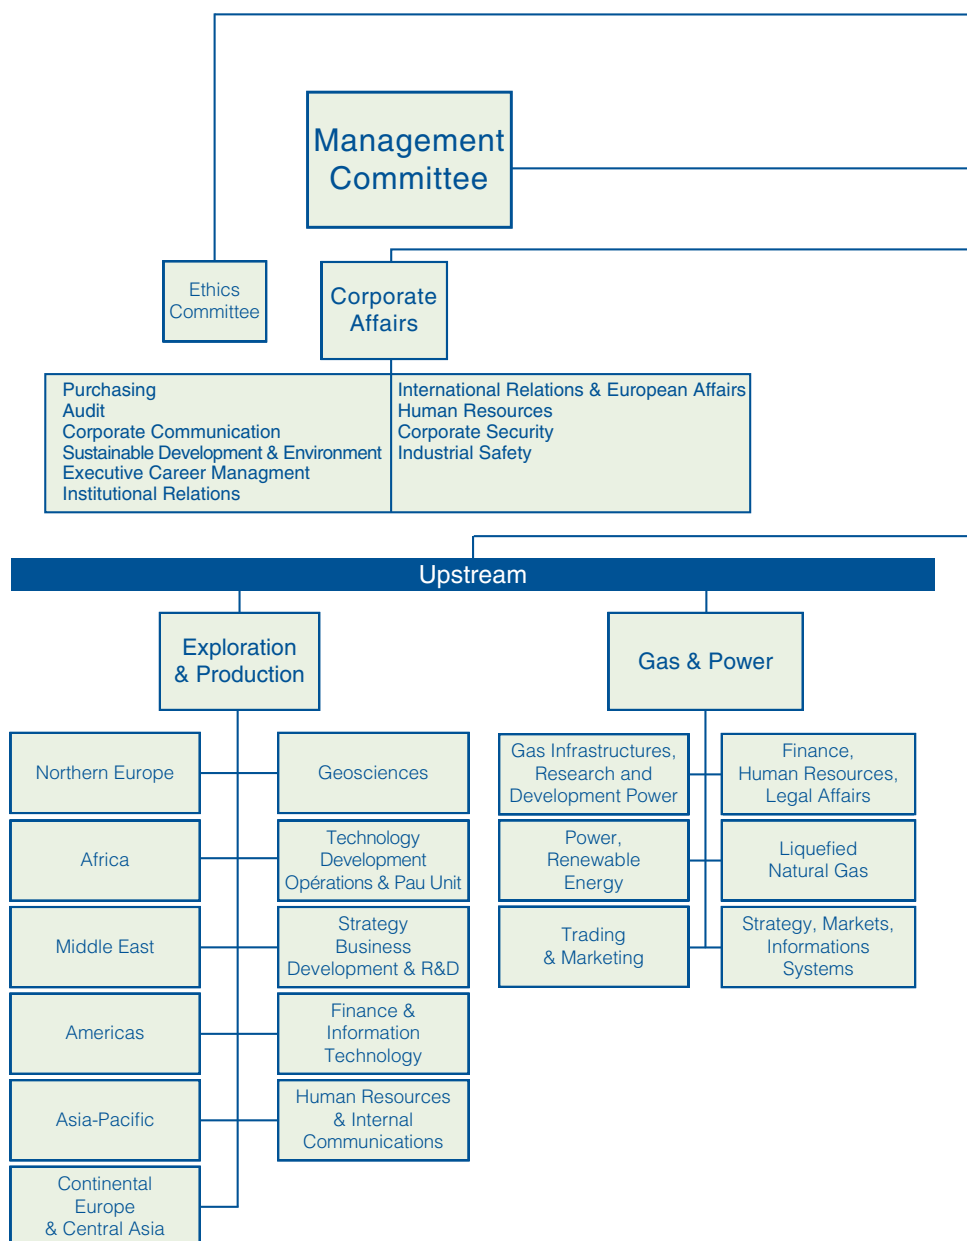 Management
Committee
Ethics
Committee
Corporate
Affairs
Purchasing
Audit
Corporate Communication
Sustainable Development & Environment
Executive Career Managment
Institutional Relations
International Relations & European Affairs
Human Resources
Corporate Security
Industrial Safety
Upstream
Exploration
& Production
Northern Europe
Africa
Middle East
Americas
Asia-Pacific
Continental
Europe
& Central Asia
Geosciences
Technology
Development
Opérations & Pau Unit
Strategy
Business
Development & R&D
Finance &
Information
Technology
Human Resources
& Internal
Communications
Gas & Power
Gas Infrastructures,
Research and
Development Power
Power,
Renewable
Energy
Trading
& Marketing
Finance,
Human Resources,
Legal Affairs
Liquefied
Natural Gas
Strategy, Markets,
Informations
Systems